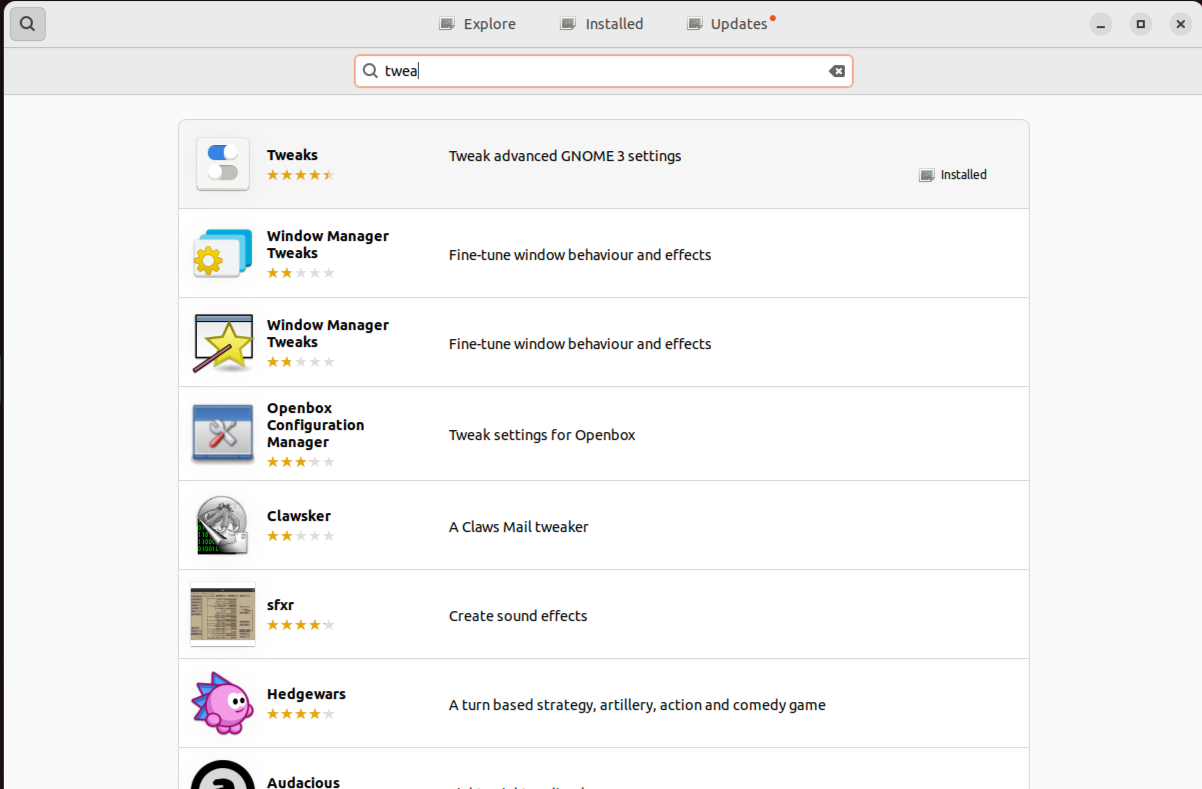 Explore
Installed
Updates
twea
Tweaks
Tweak advanced GNOME 3 settings
Installed
Window Manager
Tweaks
Fine-tune window behaviour and effects
Window Manager
Tweaks
Fine-tune window behaviour and effects
Openbox
Configuration
Manager
Tweak settings for Openbox
Clawsker
A Claws Mail tweaker
sfxr
Create sound effects
Hedgewars
A turn based strategy, artillery, action and comedy game
Audacious